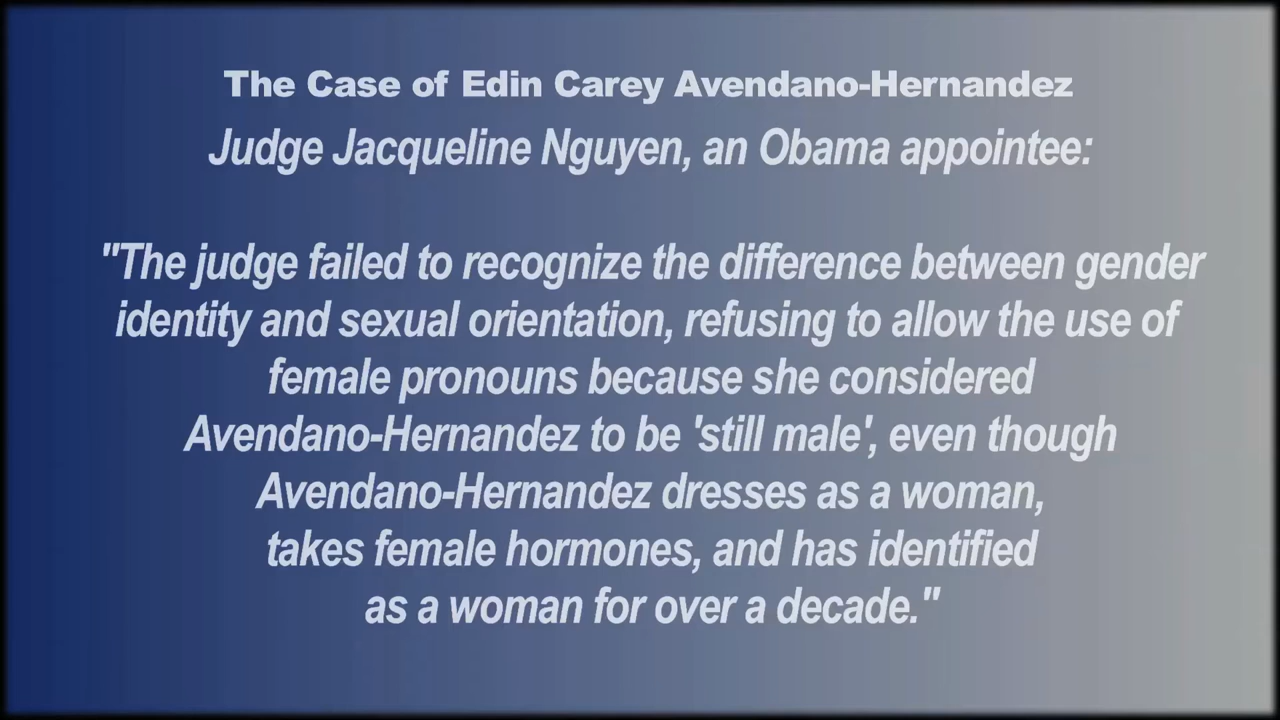 The Case of Edin Carey Avendano-Hernandez
Judge Jacqueline Nguyen, an Obama appointee:
"The judge failed to recognize the difference between gender
identity and sexual orientation, refusing to allow the use of
female pronouns because she considered
Avendano-Hernandez to be 'still male', even though
Avendano-Hernandez dresses as a woman,
takes female hormones, and has identified
as a woman for over a decade."